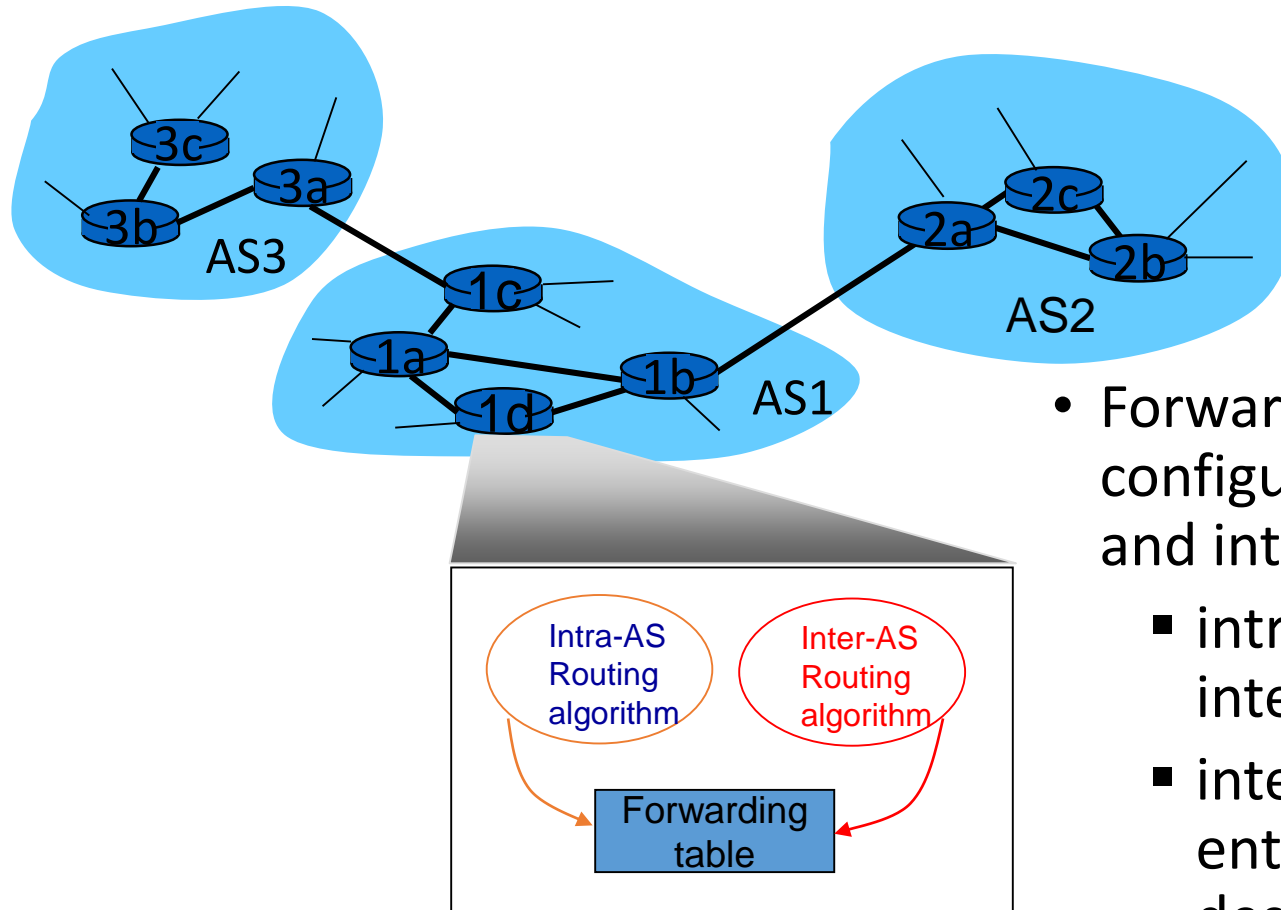 3c
3a
3b
AS3
2c
2a
2b
AS2
1c
1a
1b
1d
AS1
• Forwar
configu
and int
▪ intr
inte
▪ inte
ent
Intra-AS
Routing
algorithm
Inter-AS
Routing
algorithm
Forwarding
table